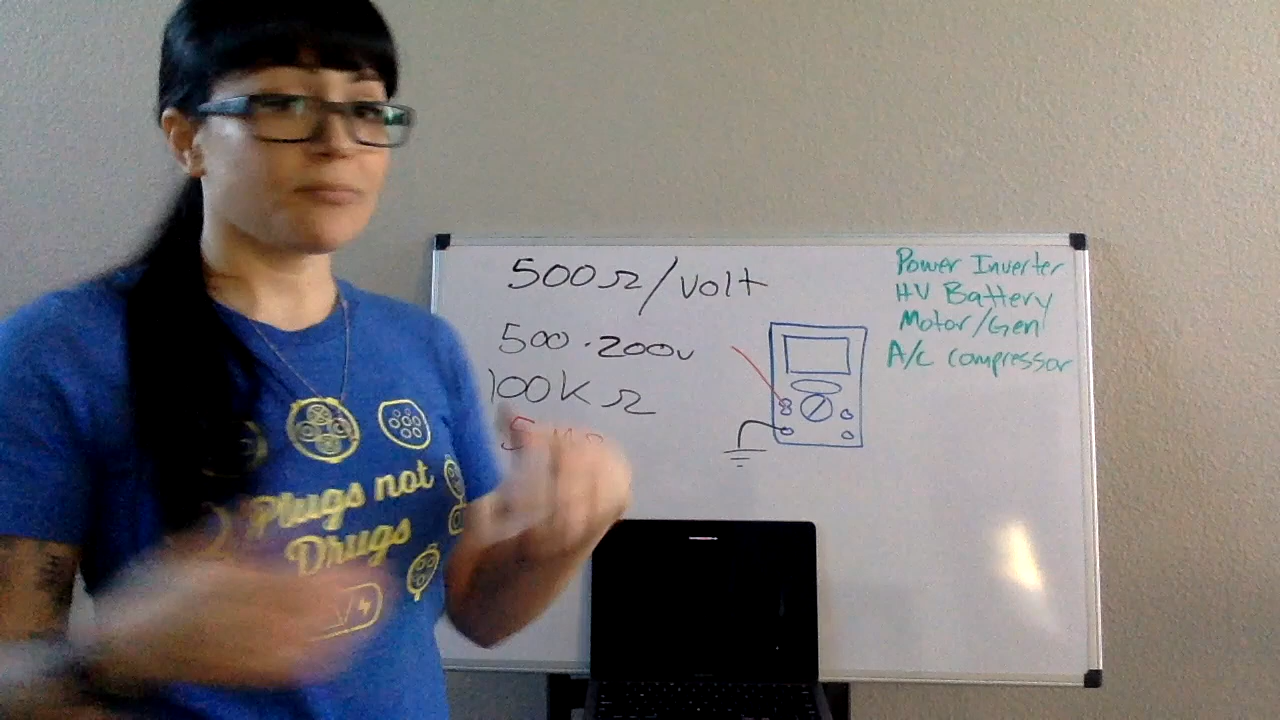 500Ω/volt
500·200v
100KΩ
Power Inverter
HV Battery
Motor/Gen
A/C compressor
Plugs not
Drugs